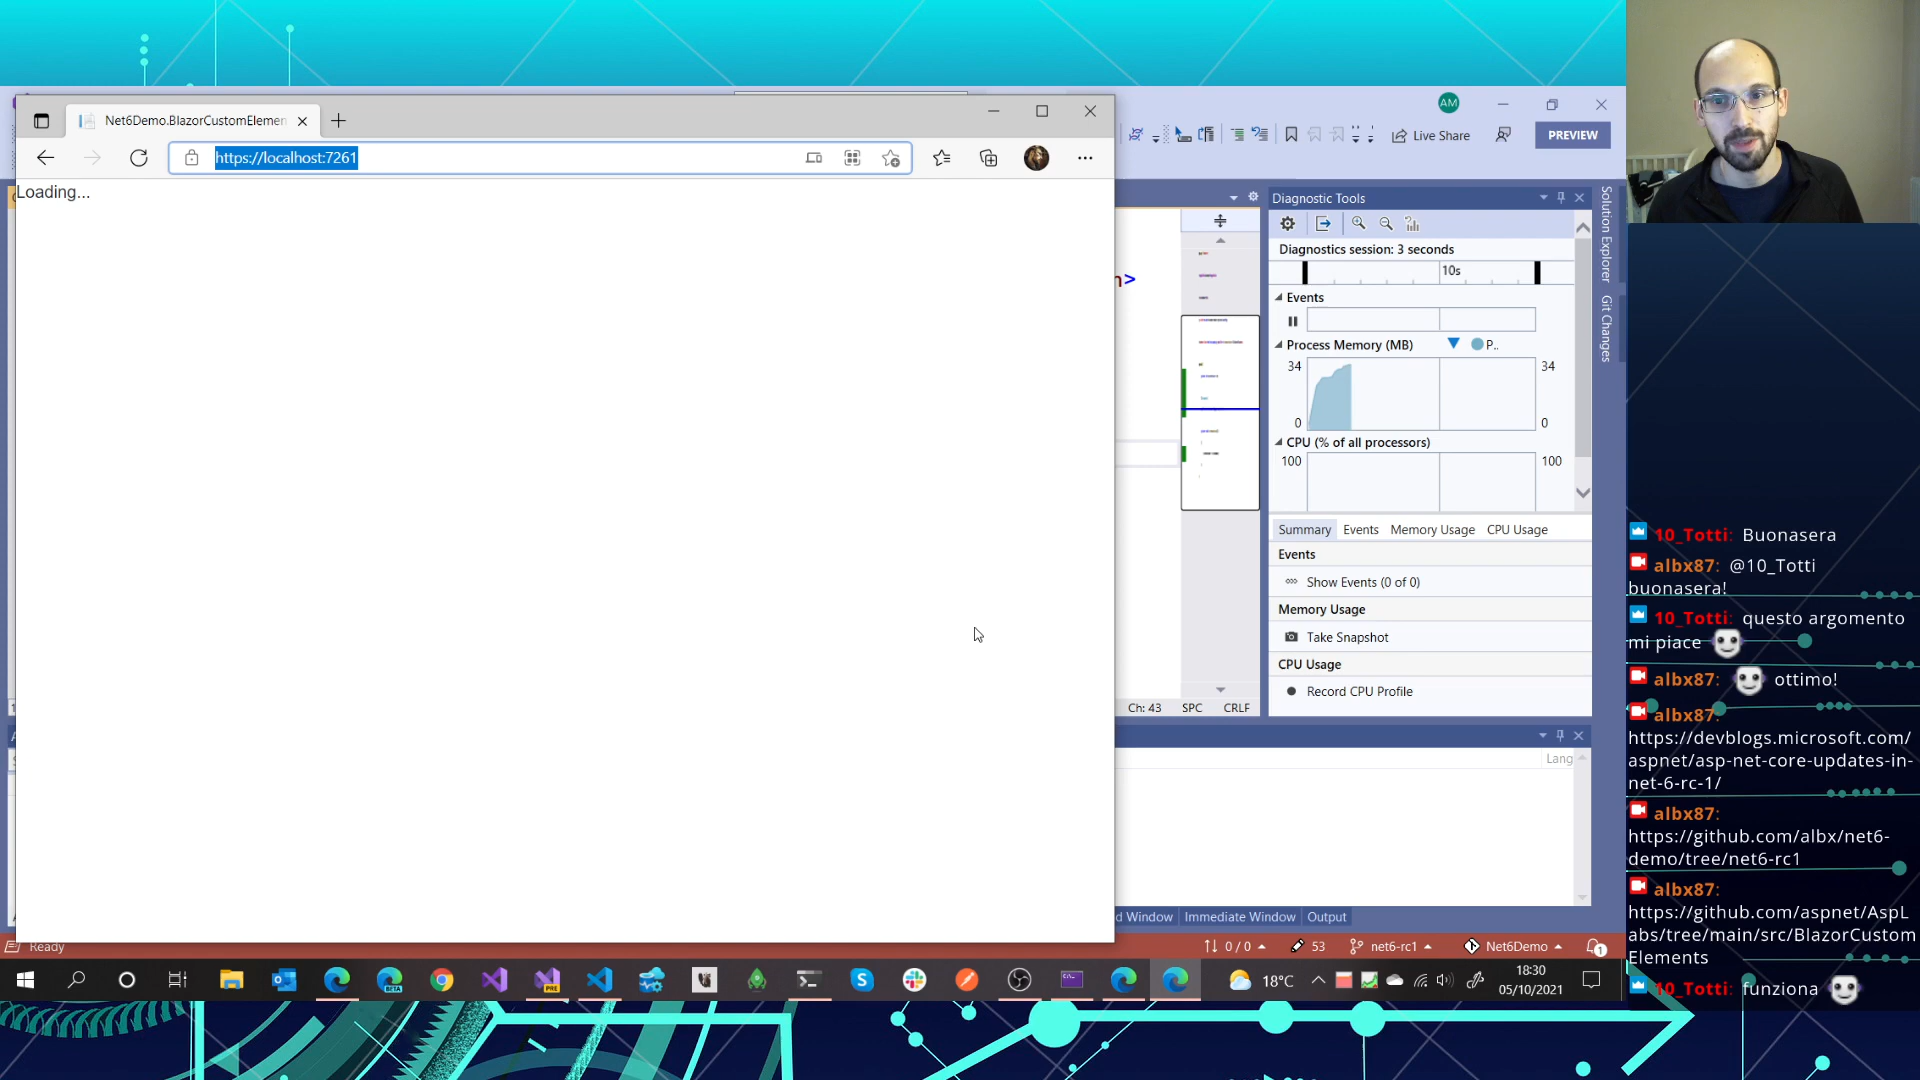 Net6Demo.BlazorCustomElemen
https://localhost:7261
Loading...
AM
Live Share
PREVIEW
>
Diagnostic Tools
Diagnostics session: 3 seconds
10s
Events
Process Memory (MB)
P..
34
34
0
0
CPU (% of all processors)
100
100
Summary
Events
Memory Usage
CPU Usage
Events
Show Events (0 of 0)
Memory Usage
Take Snapshot
CPU Usage
Record CPU Profile
Solution Explorer
Git Changes
Ch: 43
SPC
CRLF
Lang
d Window
Immediate Window
Output
Ready
0 / 0
53
net6-rc1
Net6Demo
1
BETA
PRE
18°C
18:30
05/10/2021
10_Totti: Buonasera
albx87: @10_Totti
buonasera!
10_Totti: questo argomento
mi piace
albx87: ottimo!
albx87:
https://devblogs.microsoft.com/
aspnet/asp-net-core-updates-in-
net-6-rc-1/
albx87:
https://github.com/albx/net6-
demo/tree/net6-rc1
albx87:
https://github.com/aspnet/AspL
abs/tree/main/src/BlazorCustom
Elements
10_Totti: funziona